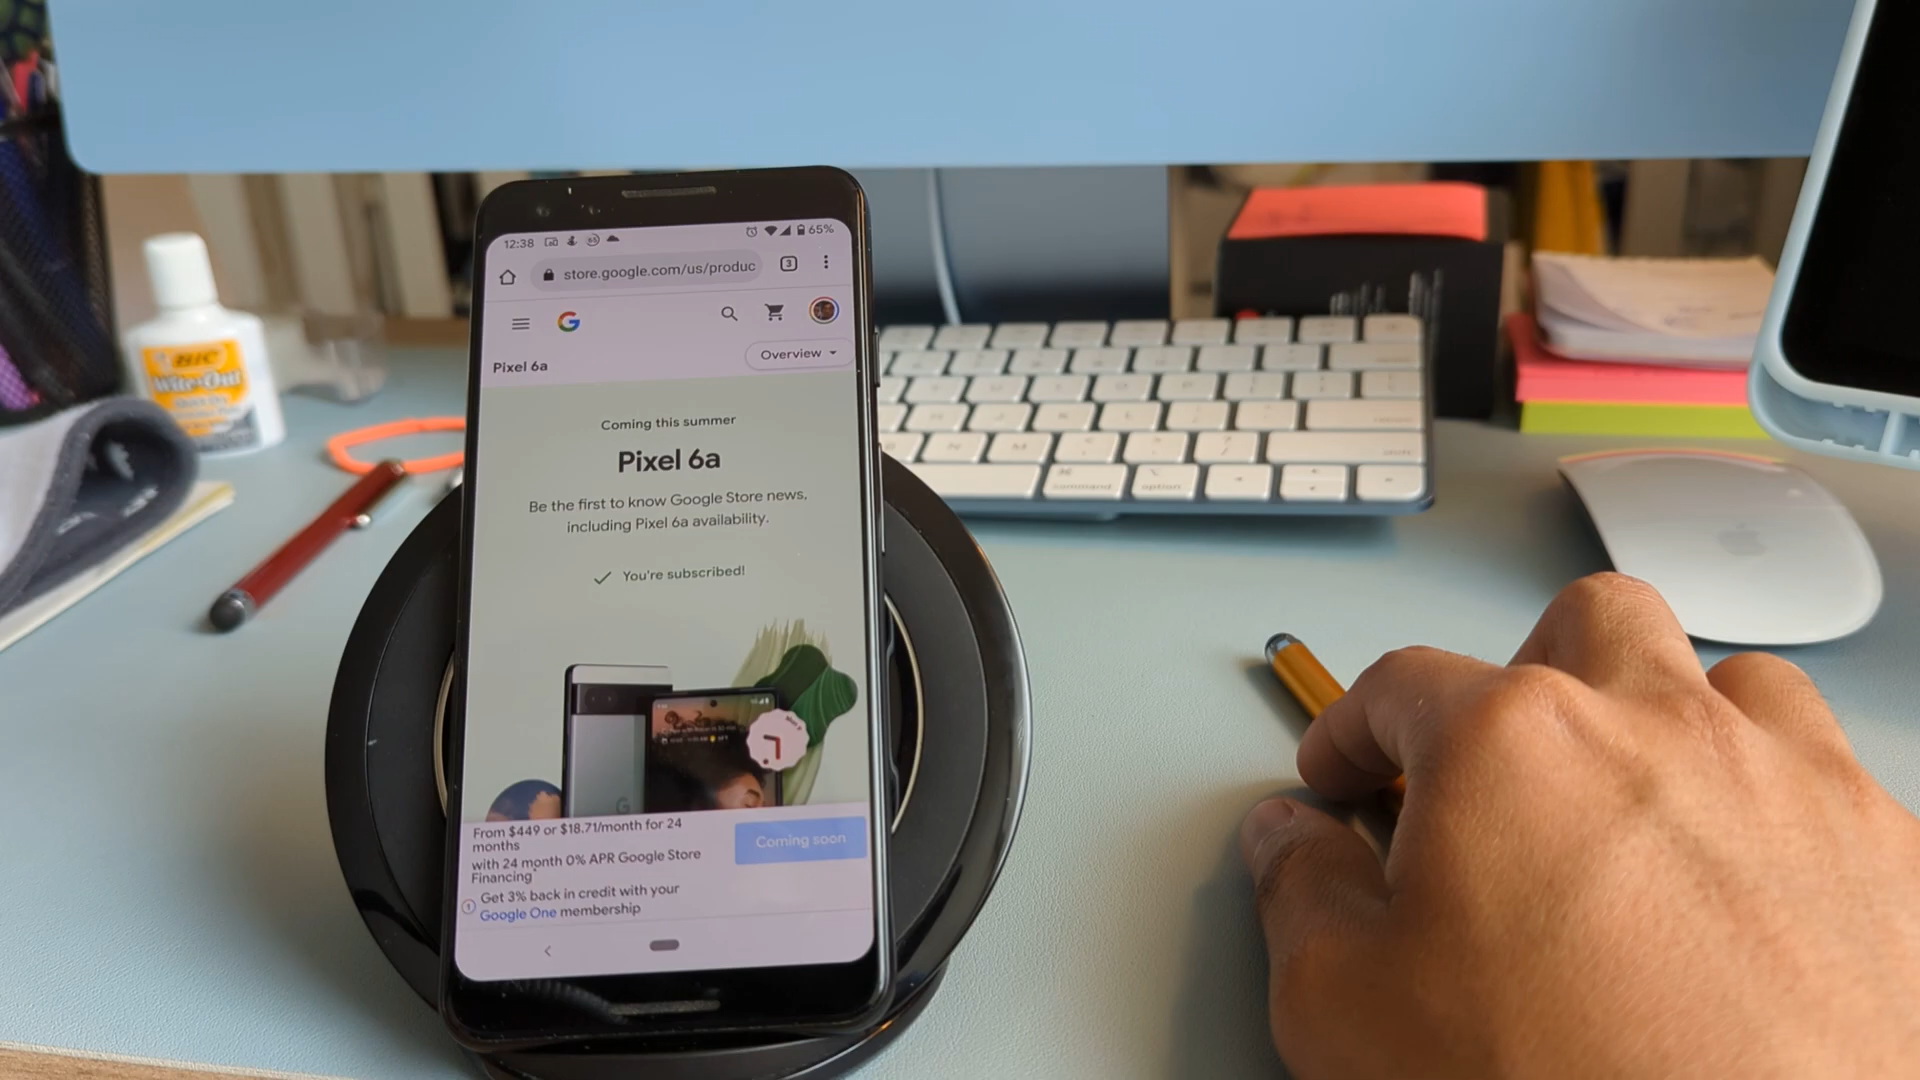 12:38
65%
store.google.com/us/produc
3
Pixel 6a
Overview
Coming this summer
Pixel 6a
Be the first to know Google Store news,
including Pixel 6a availability.
You're subscribed!
From $449 or $18.71/month for 24
months
with 24 month 0% APR Google Store
Financing*
Coming soon
Get 3% back in credit with your
Google One membership
BIC
Wite-Out
command
option
shift